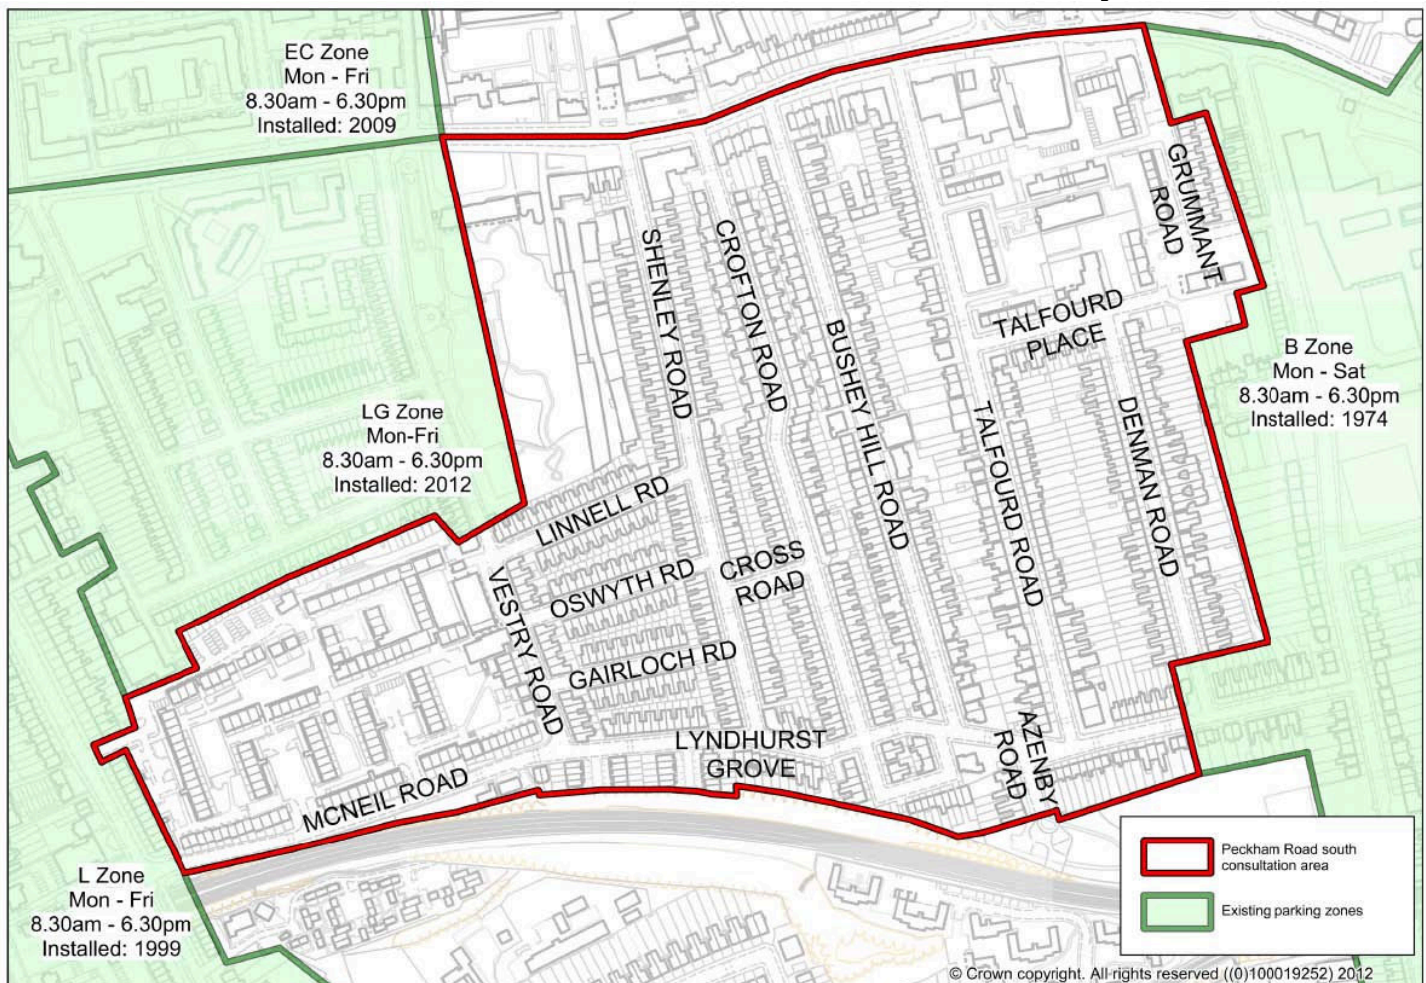 EC Zone
Mon - Fri
8.30am - 6.30pm
Installed: 2009
LG Zone
Mon-Fri
8.30am - 6.30pm
Installed: 2012
B Zone
Mon - Sat
8.30am - 6.30pm
Installed: 1974
L Zone
Mon - Fri
8.30am - 6.30pm
Installed: 1999
GRUMMANT
ROAD
SHENLEY ROAD
CROFTON ROAD
BUSHEY HILL ROAD
TALFOURD
PLACE
TALFOURD ROAD
DENMAN ROAD
LINNELL RD
OSWYTH RD
CROSS
ROAD
VESTRY ROAD
GAIRLOCH RD
LYNDHURST
GROVE
AZENBY
ROAD
MCNEIL ROAD
Peckham Road south
consultation area
Existing parking zones
© Crown copyright. All rights reserved ((0)100019252) 2012